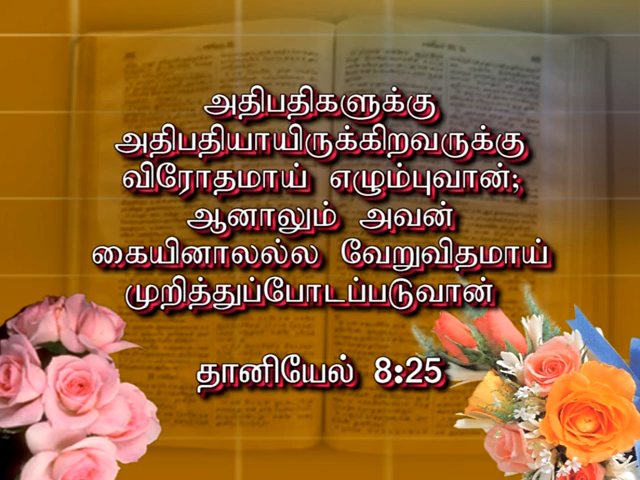 அதிபதிகளுக்கு
அதிபதியாயிருக்கிறவருக்கு
விரோதமாய் எழும்புவான்;
ஆனாலும் அவன்
கையினாலல்ல வேறுவிதமாய்
முறித்துப்போடப்படுவான்
தானியேல் 8:25